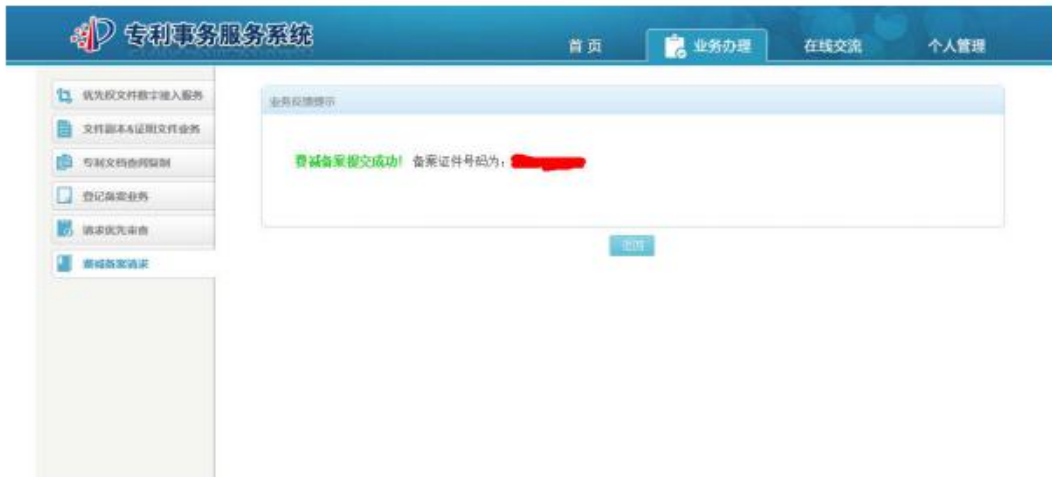 专利事务服务系统
首页 业务办理 在线交流 个人管理
优先权文件数字接入服务
业务反馈提示
文件副本&证明文件业务
费减备案提交成功! 备案证件号码为:
专利文档查阅复制
登记备案业务
请求优先审查
返回
费减备案请求